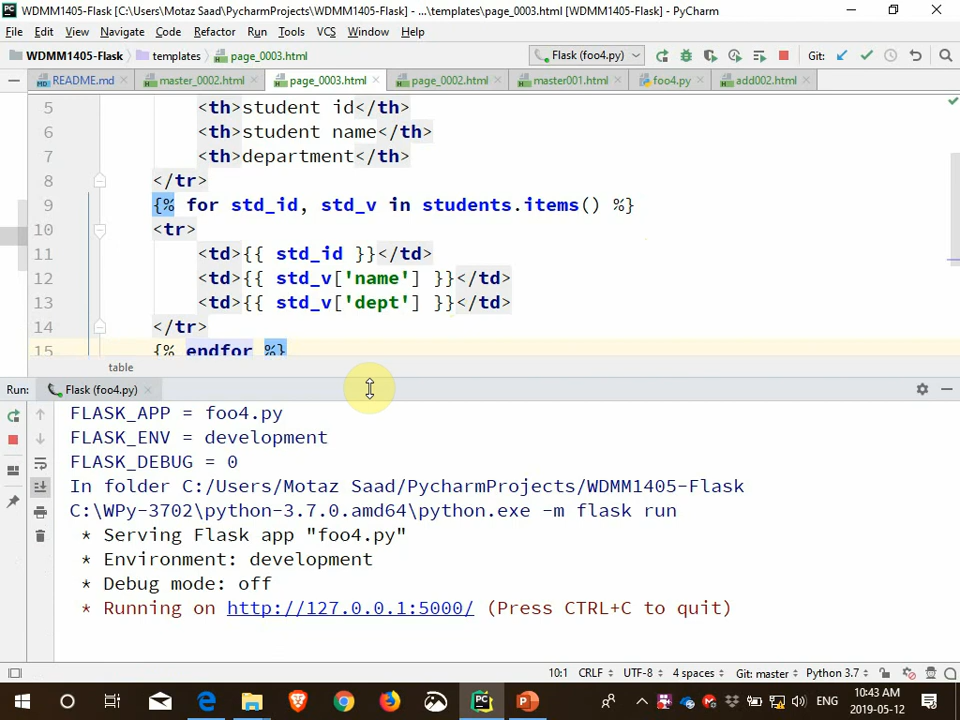 WDMM1405-Flask [C:\Users\Motaz Saad\PycharmProjects\WDMM1405-Flask] - ...\templates\page_0003.html [WDMM1405-Flask] - PyCharm
File Edit View Navigate Code Refactor Run Tools VCS Window Help
WDMM1405-Flask templates page_0003.html Flask (foo4.py) Git:
README.md master_0002.html page_0003.html page_0002.html master001.html foo4.py add002.html
5 <th>student id</th>
6 <th>student name</th>
7 <th>department</th>
8 </tr>
9 {% for std_id, std_v in students.items() %}
10 <tr>
11 <td>{{ std_id }}</td>
12 <td>{{ std_v['name'] }}</td>
13 <td>{{ std_v['dept'] }}</td>
14 </tr>
15 {% endfor %}
table
Run: Flask (foo4.py)
FLASK_APP = foo4.py
FLASK_ENV = development
FLASK_DEBUG = 0
In folder C:/Users/Motaz Saad/PycharmProjects/WDMM1405-Flask
C:\WPy-3702\python-3.7.0.amd64\python.exe -m flask run
* Serving Flask app "foo4.py"
* Environment: development
* Debug mode: off
* Running on http://127.0.0.1:5000/ (Press CTRL+C to quit)
10:1 CRLF UTF-8 4 spaces Git: master Python 3.7
ENG 10:43 AM
2019-05-12